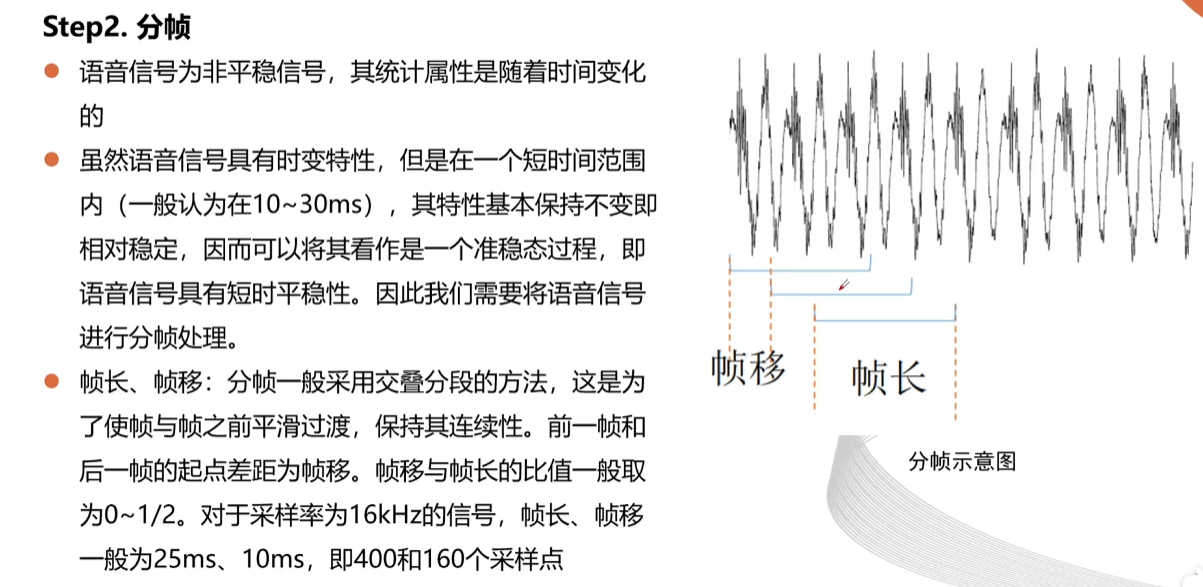 Step2. 分帧
语音信号为非平稳信号，其统计属性是随着时间变化
的
虽然语音信号具有时变特性，但是在一个短时间范围
内（一般认为在10~30ms），其特性基本保持不变即
相对稳定，因而可以将其看作是一个准稳态过程，即
语音信号具有短时平稳性。因此我们需要将语音信号
进行分帧处理。
帧长、帧移：分帧一般采用交叠分段的方法，这是为
了使帧与帧之前平滑过渡，保持其连续性。前一帧和
后一帧的起点差距为帧移。帧移与帧长的比值一般取
为0~1/2。对于采样率为16kHz的信号，帧长、帧移
一般为25ms、10ms，即400和160个采样点
帧移
帧长
分帧示意图